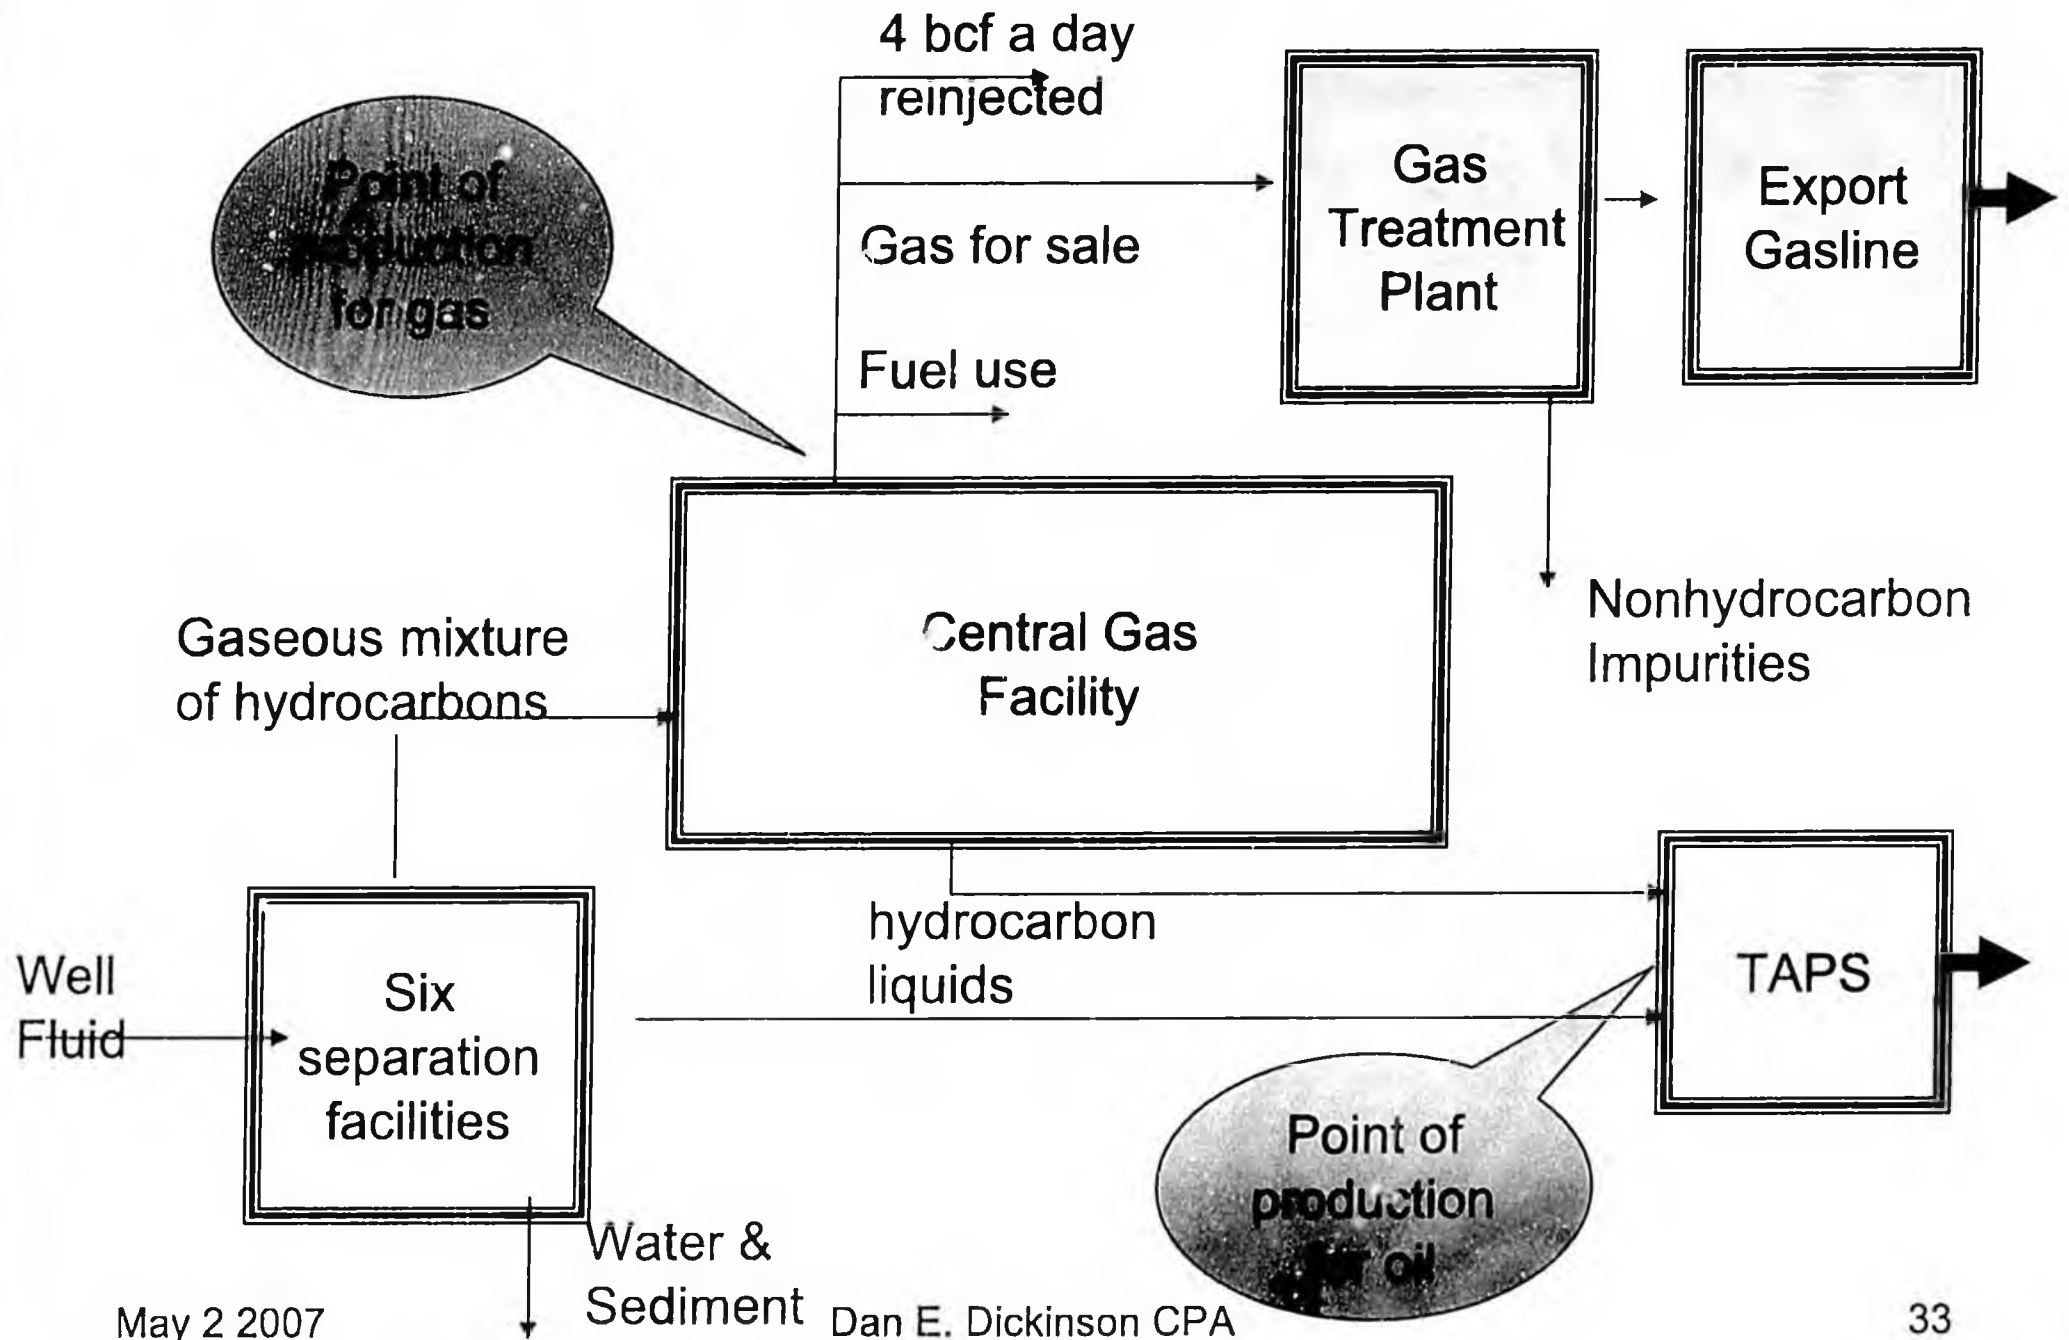 4 bcf a day
reinjected
Gas
Treatment
Plant
Export
Gasline
Point of
production
for gas
Gas for sale
Fuel use
Nonhydrocarbon
Impurities
Gaseous mixture
of hydrocarbons
Central Gas
Facility
hydrocarbon
liquids
TAPS
Well
Fluid
Six
separation
facilities
Point of
production
for oil
Water &
Sediment
May 2 2007
Dan E. Dickinson CPA
33